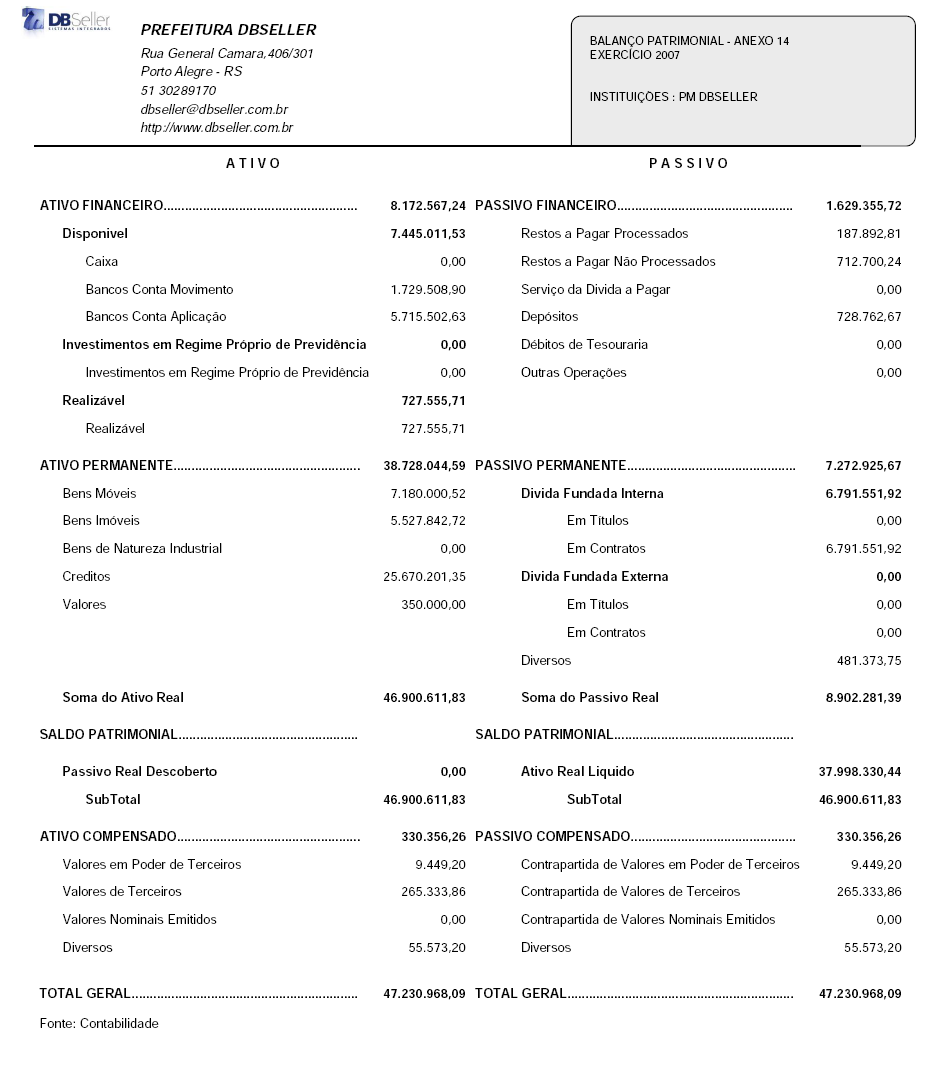 DBSeller
SISTEMAS INTEGRADOS
PREFEITURA DBSELLER
Rua General Camara,406/301
Porto Alegre - RS
51 30289170
dbseller@dbseller.com.br
http://www.dbseller.com.br
BALANÇO PATRIMONIAL - ANEXO 14
EXERCÍCIO 2007
INSTITUIÇÕES : PM DBSELLER
A T I V O P A S S I V O
ATIVO FINANCEIRO...................................................... 8.172.567,24 PASSIVO FINANCEIRO................................................. 1.629.355,72
Disponivel 7.445.011,53 Restos a Pagar Processados 187.892,81
Caixa 0,00 Restos a Pagar Não Processados 712.700,24
Bancos Conta Movimento 1.729.508,90 Serviço da Divida a Pagar 0,00
Bancos Conta Aplicação 5.715.502,63 Depósitos 728.762,67
Investimentos em Regime Próprio de Previdência 0,00 Débitos de Tesouraria 0,00
Investimentos em Regime Próprio de Previdência 0,00 Outras Operações 0,00
Realizável 727.555,71
Realizável 727.555,71
ATIVO PERMANENTE.................................................... 38.728.044,59 PASSIVO PERMANENTE............................................... 7.272.925,67
Bens Móveis 7.180.000,52 Divida Fundada Interna 6.791.551,92
Bens Imóveis 5.527.842,72 Em Títulos 0,00
Bens de Natureza Industrial 0,00 Em Contratos 6.791.551,92
Creditos 25.670.201,35 Divida Fundada Externa 0,00
Valores 350.000,00 Em Títulos 0,00
Em Contratos 0,00
Diversos 481.373,75
Soma do Ativo Real 46.900.611,83 Soma do Passivo Real 8.902.281,39
SALDO PATRIMONIAL.................................................. SALDO PATRIMONIAL..................................................
Passivo Real Descoberto 0,00 Ativo Real Liquido 37.998.330,44
SubTotal 46.900.611,83 SubTotal 46.900.611,83
ATIVO COMPENSADO................................................... 330.356,26 PASSIVO COMPENSADO.............................................. 330.356,26
Valores em Poder de Terceiros 9.449,20 Contrapartida de Valores em Poder de Terceiros 9.449,20
Valores de Terceiros 265.333,86 Contrapartida de Valores de Terceiros 265.333,86
Valores Nominais Emitidos 0,00 Contrapartida de Valores Nominais Emitidos 0,00
Diversos 55.573,20 Diversos 55.573,20
TOTAL GERAL............................................................... 47.230.968,09 TOTAL GERAL............................................................... 47.230.968,09
Fonte: Contabilidade